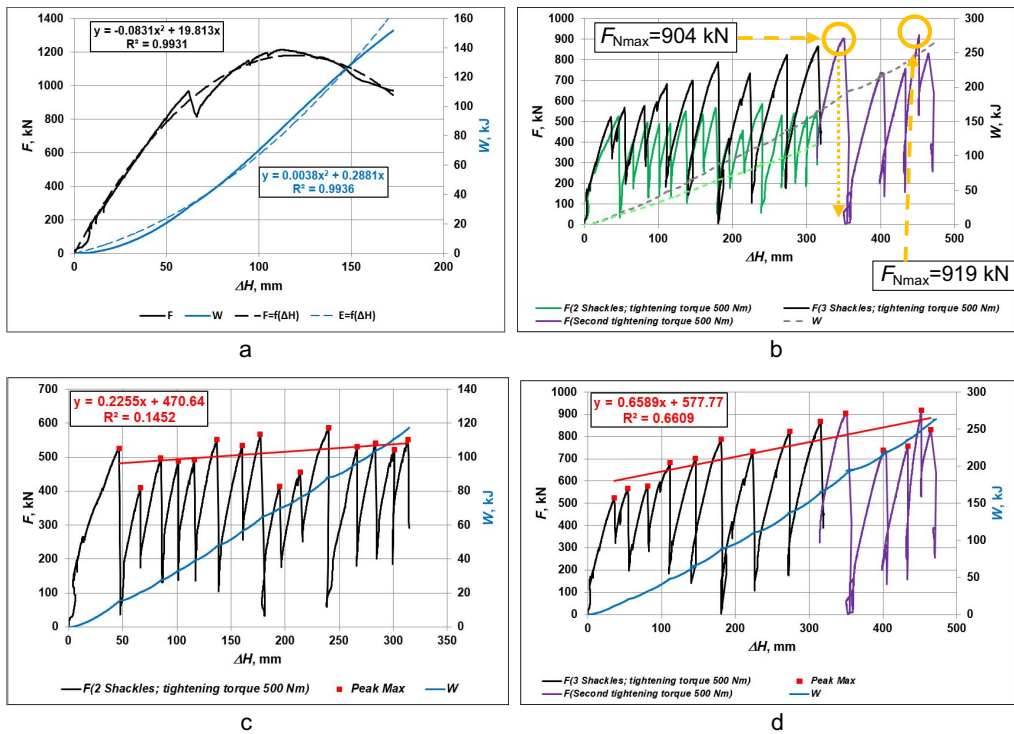 y = -0.0831x² + 19.813x
R² = 0.9931
y = 0.0038x² + 0.2881x
R² = 0.9936
1400
1200
1000
800
600
400
200
0
F, kN
160
140
120
100
80
60
40
20
0
W, kJ
0 50 100 150 200
ΔH, mm
F W F=f(ΔH) E=f(ΔH)
a
FNmax=904 kN
FNmax=919 kN
1000
900
800
700
600
500
400
300
200
100
0
F, kN
300
250
200
150
100
50
0
W, kJ
0 100 200 300 400 500
ΔH, mm
F(2 Shackles; tightening torque 500 Nm) F(3 Shackles; tightening torque 500 Nm)
F(Second tightening torque 500 Nm) W
b
y = 0.2255x + 470.64
R² = 0.1452
700
600
500
400
300
200
100
0
F, kN
140
120
100
80
60
40
20
0
W, kJ
0 50 100 150 200 250 300 350
ΔH, mm
F(2 Shackles; tightening torque 500 Nm) Peak Max W
c
y = 0.6589x + 577.77
R² = 0.6609
1000
900
800
700
600
500
400
300
200
100
0
F, kN
300
250
200
150
100
50
0
W, kJ
0 100 200 300 400 500
ΔH, mm
F(3 Shackles; tightening torque 500 Nm) Peak Max
F(Second tightening torque 500 Nm) W
d